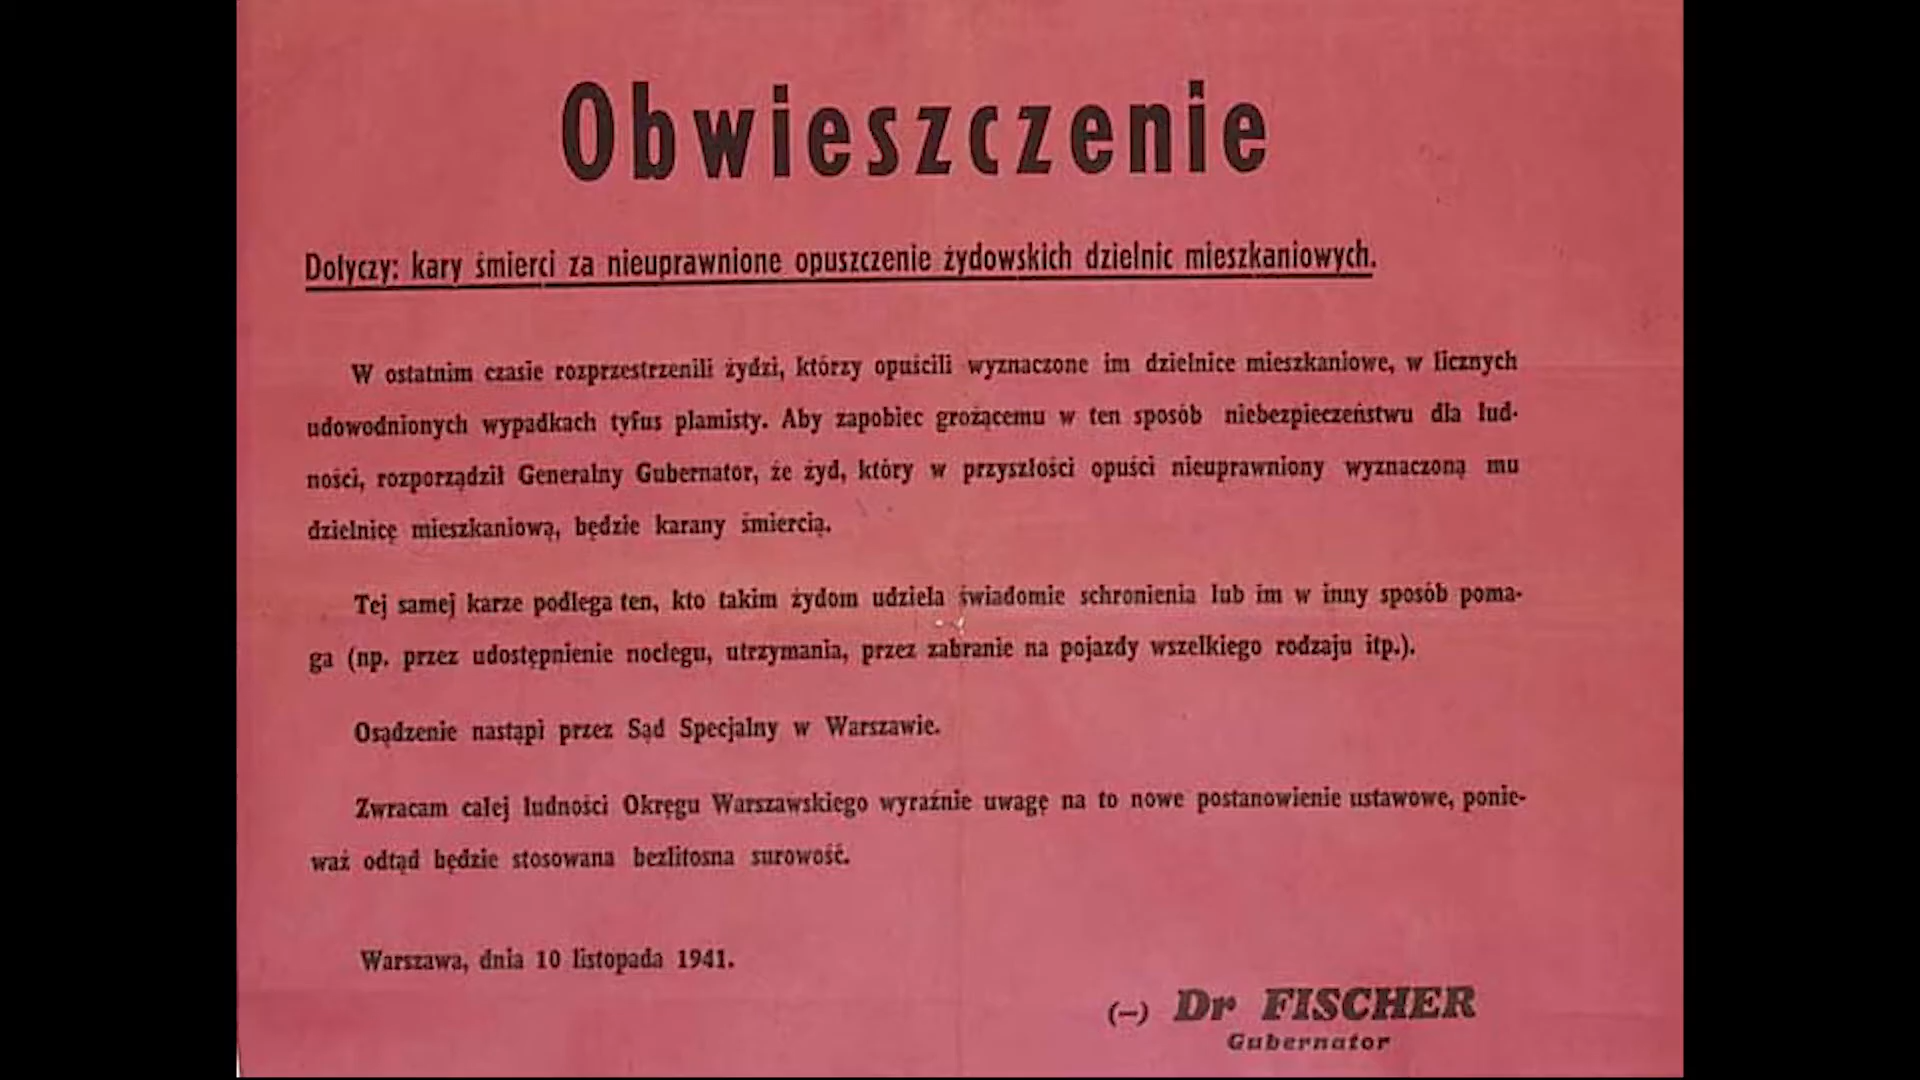 Obwieszczenie
Dotyczy: kary śmierci za nieuprawnione opuszczenie żydowskich dzielnic mieszkaniowych.
W ostatnim czasie rozprzestrzenili żydzi, którzy opuścili wyznaczone im dzielnice mieszkaniowe, w licznych
udowodnionych wypadkach tyfus plamisty. Aby zapobiec grożącemu w ten sposób niebezpieczeństwu dla lud-
ności, rozporządził Generalny Gubernator, że żyd, który w przyszłości opuści nieuprawniony wyznaczoną mu
dzielnicę mieszkaniową, będzie karany śmiercią.
Tej samej karze podlega ten, kto takim żydom udziela świadomie schronienia lub im w inny sposób poma-
ga (np. przez udostępnienie noclegu, utrzymania, przez zabranie na pojazdy wszelkiego rodzaju itp.).
Osądzenie nastąpi przez Sąd Specjalny w Warszawie.
Zwracam całej ludności Okręgu Warszawskiego wyraźnie uwagę na to nowe postanowienie ustawowe, ponie-
waż odtąd będzie stosowana bezlitosna surowość.
Warszawa, dnia 10 listopada 1941.
(—) Dr FISCHER
Gubernator